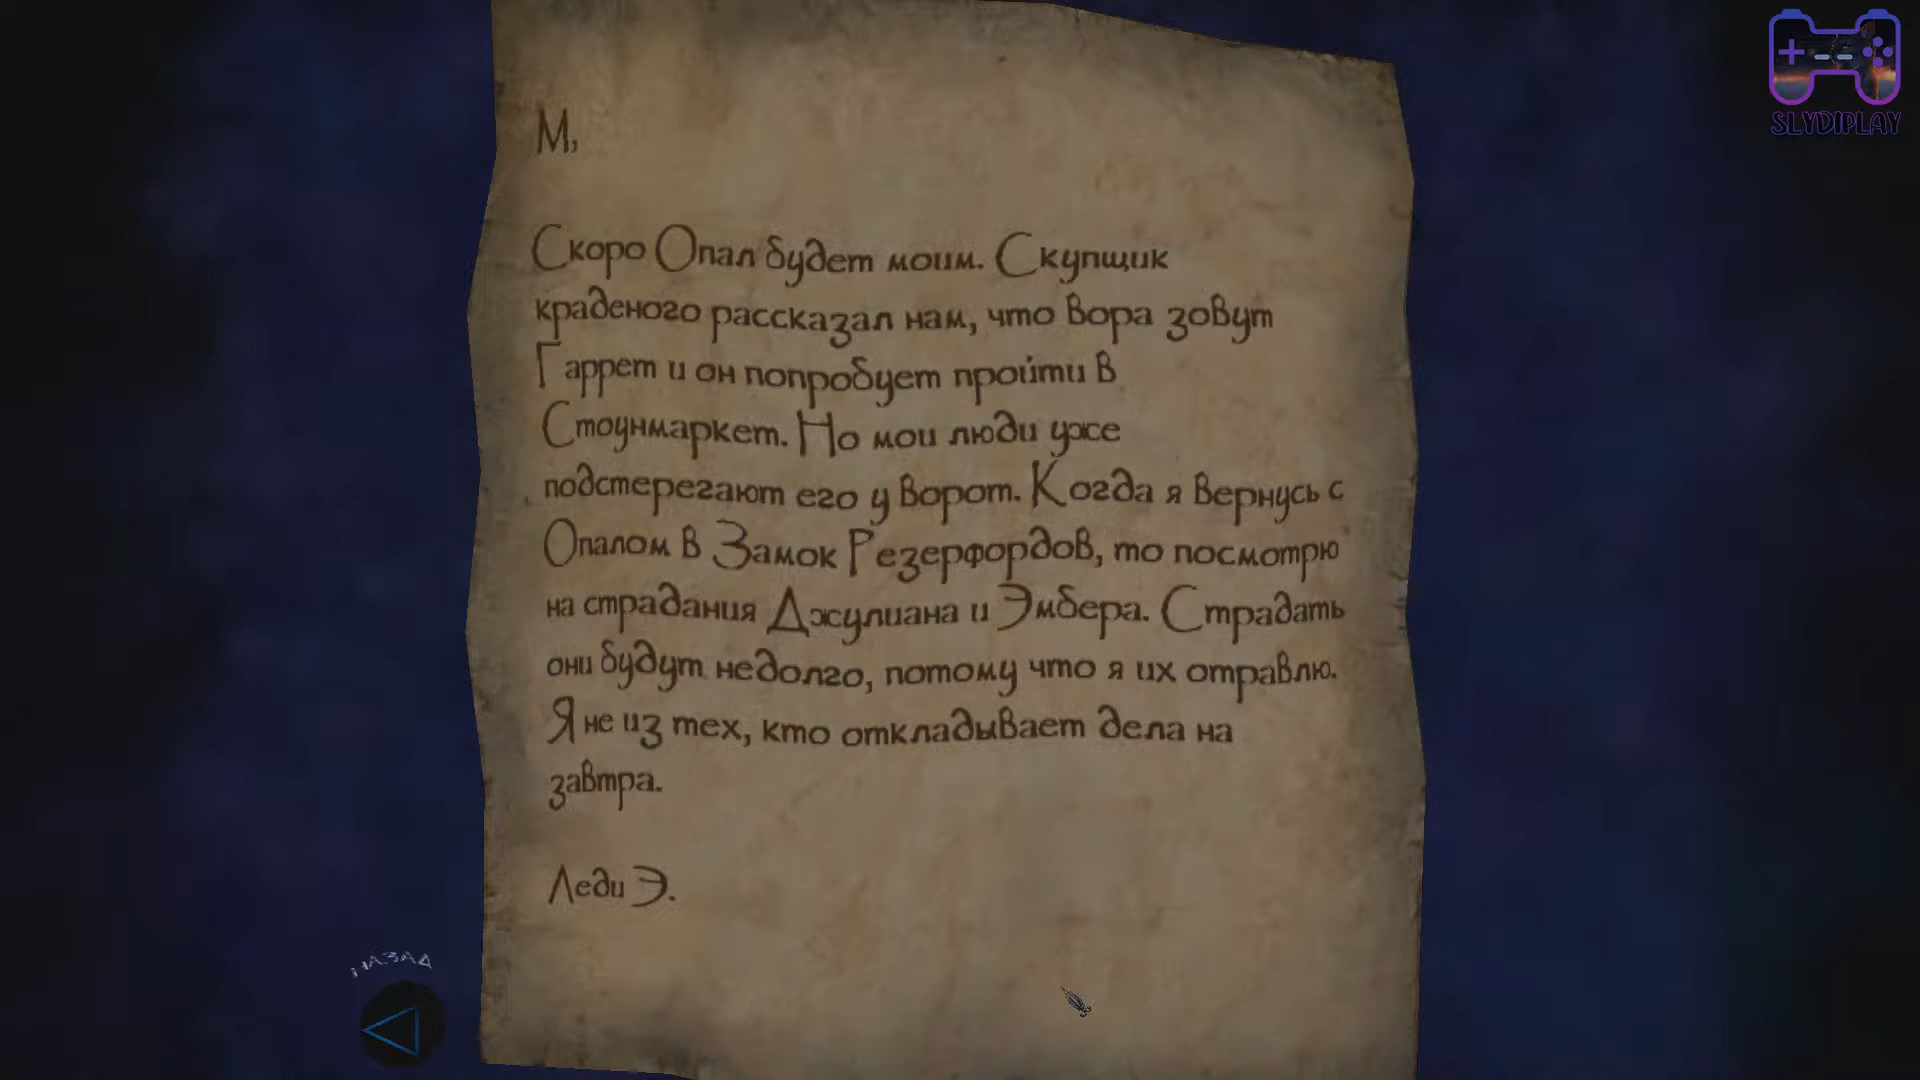 SLYDIPLAY
М,
Скоро Опал будет моим. Скупщик
краденого рассказал нам, что вора зовут
Гаррет и он попробует пройти в
Стоунмаркет. Но мои люди уже
подстерегают его у ворот. Когда я вернусь с
Опалом в Замок Резерфордов, то посмотрю
на страдания Джулиана и Эмбера. Страдать
они будут недолго, потому что я их отравлю.
Я не из тех, кто откладывает дела на
завтра.
Леди Э.
НАЗАД